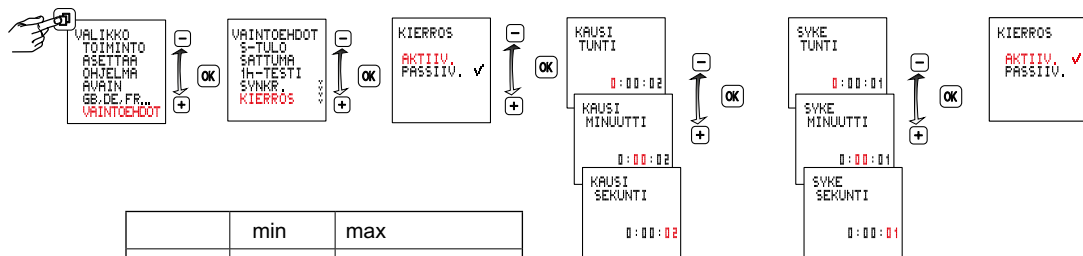 VALIKKO
TOIMINTO
ASETTAA
OHJELMA
AVAIN
GB,DE,FR...
VAINTOEHDOT
−
OK
+
VAINTOEHDOT
S-TULO
SATTUMA
1h-TESTI
SYNKR.
KIERROS
−
OK
+
KIERROS
AKTIIV.
PASSIIV. ✓
−
OK
+
KAUSI
TUNTI
0:00:02
KAUSI
MINUUTTI
0:00:02
KAUSI
SEKUNTI
0:00:02
−
OK
+
SYKE
TUNTI
0:00:01
SYKE
MINUUTTI
0:00:01
SYKE
SEKUNTI
0:00:01
−
OK
+
KIERROS
AKTIIV. ✓
PASSIIV.
min max